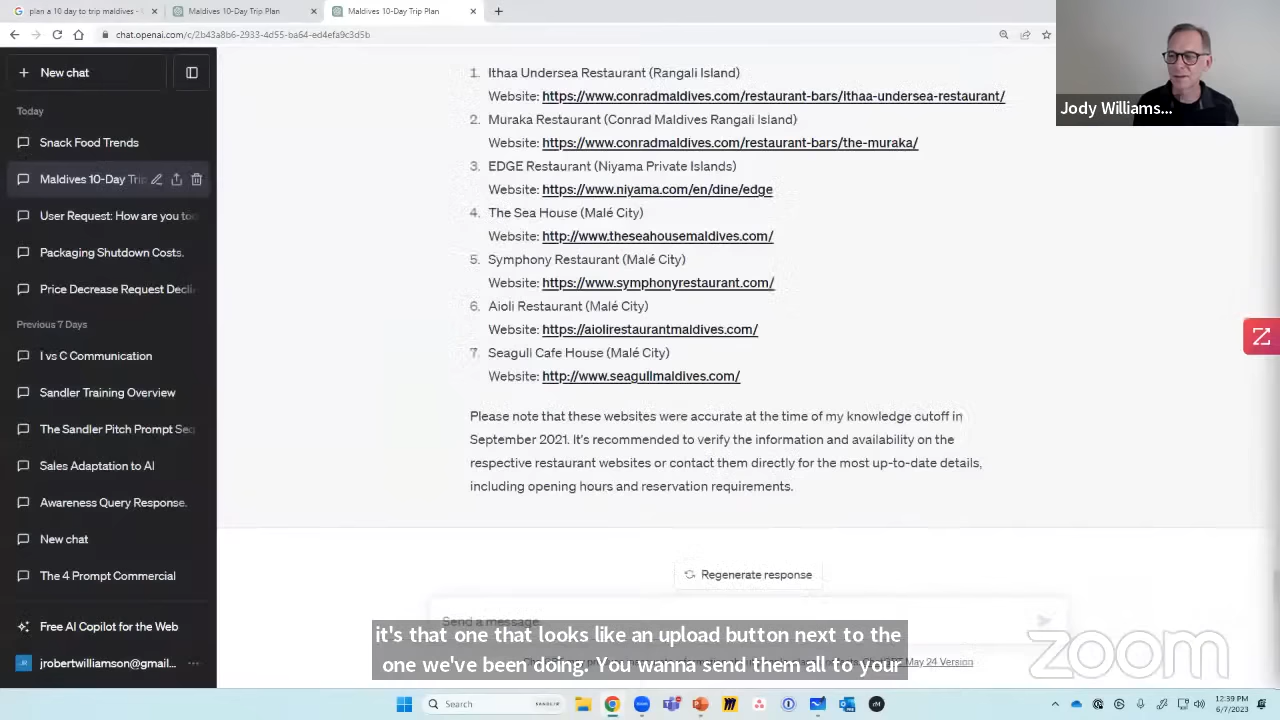 plan a 10-day trip to maldives -
Maldives 10-Day Trip Plan
Maldives 10-Day Trip Plan
chat.openai.com/c/2b43a8b6-2933-4d55-ba64-ed4efa9c3d5b
New chat
Today
Snack Food Trends
Maldives 10-Day Trip
User Request: How are you too
Packaging Shutdown Costs.
Price Decrease Request Decli
Previous 7 Days
I vs C Communication
Sandler Training Overview
The Sandler Pitch Prompt Seq
Sales Adaptation to AI
Awareness Query Response.
New chat
The 4 Prompt Commercial
Free AI Copilot for the Web
jrobertwilliamson@gmail....
1. Ithaa Undersea Restaurant (Rangali Island)
Website: https://www.conradmaldives.com/restaurant-bars/ithaa-undersea-restaurant/
2. Muraka Restaurant (Conrad Maldives Rangali Island)
Website: https://www.conradmaldives.com/restaurant-bars/the-muraka/
3. EDGE Restaurant (Niyama Private Islands)
Website: https://www.niyama.com/en/dine/edge
4. The Sea House (Malé City)
Website: http://www.theseahousemaldives.com/
5. Symphony Restaurant (Malé City)
Website: https://www.symphonyrestaurant.com/
6. Aioli Restaurant (Malé City)
Website: https://aiolirestaurantmaldives.com/
7. Seagull Cafe House (Malé City)
Website: http://www.seagullmaldives.com/
Please note that these websites were accurate at the time of my knowledge cutoff in
September 2021. It's recommended to verify the information and availability on the
respective restaurant websites or contact them directly for the most up-to-date details,
including opening hours and reservation requirements.
Regenerate response
Send a message.
it's that one that looks like an upload button next to the
one we've been doing. You wanna send them all to your
May 24 Version
Jody Williams...
zoom
Search
12:39 PM
6/7/2023